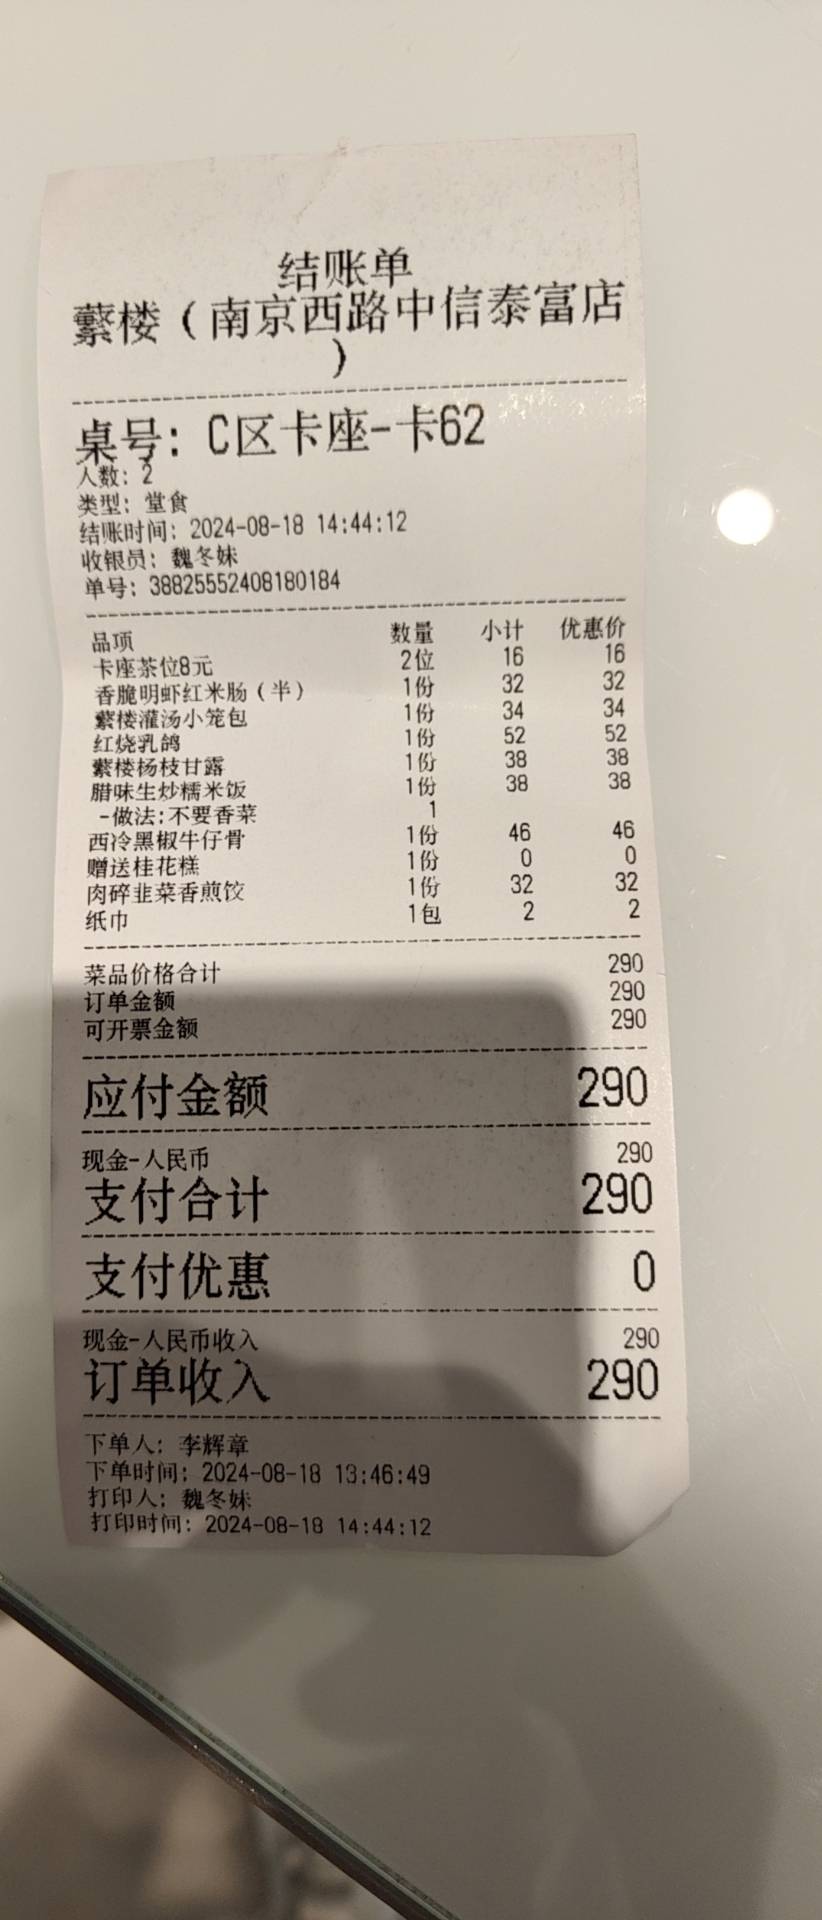 结账单
蘩楼（南京西路中信泰富店
）
桌号: C区卡座-卡62
人数: 2
类型: 堂食
结账时间: 2024-08-18 14:44:12
收银员: 魏冬妹
单号: 38825552408180184
品项 数量 小计 优惠价
卡座茶位8元 2位 16 16
香脆明虾红米肠（半） 1份 32 32
蘩楼灌汤小笼包 1份 34 34
红烧乳鸽 1份 52 52
蘩楼杨枝甘露 1份 38 38
腊味生炒糯米饭 1份 38 38
-做法:不要香菜 1
西冷黑椒牛仔骨 1份 46 46
赠送桂花糕 1份 0 0
肉碎韭菜香煎饺 1份 32 32
纸巾 1包 2 2
菜品价格合计 290
订单金额 290
可开票金额 290
应付金额 290
现金-人民币 290
支付合计 290
支付优惠 0
现金-人民币收入 290
订单收入 290
下单人: 李辉章
下单时间: 2024-08-18 13:46:49
打印人: 魏冬妹
打印时间: 2024-08-18 14:44:12